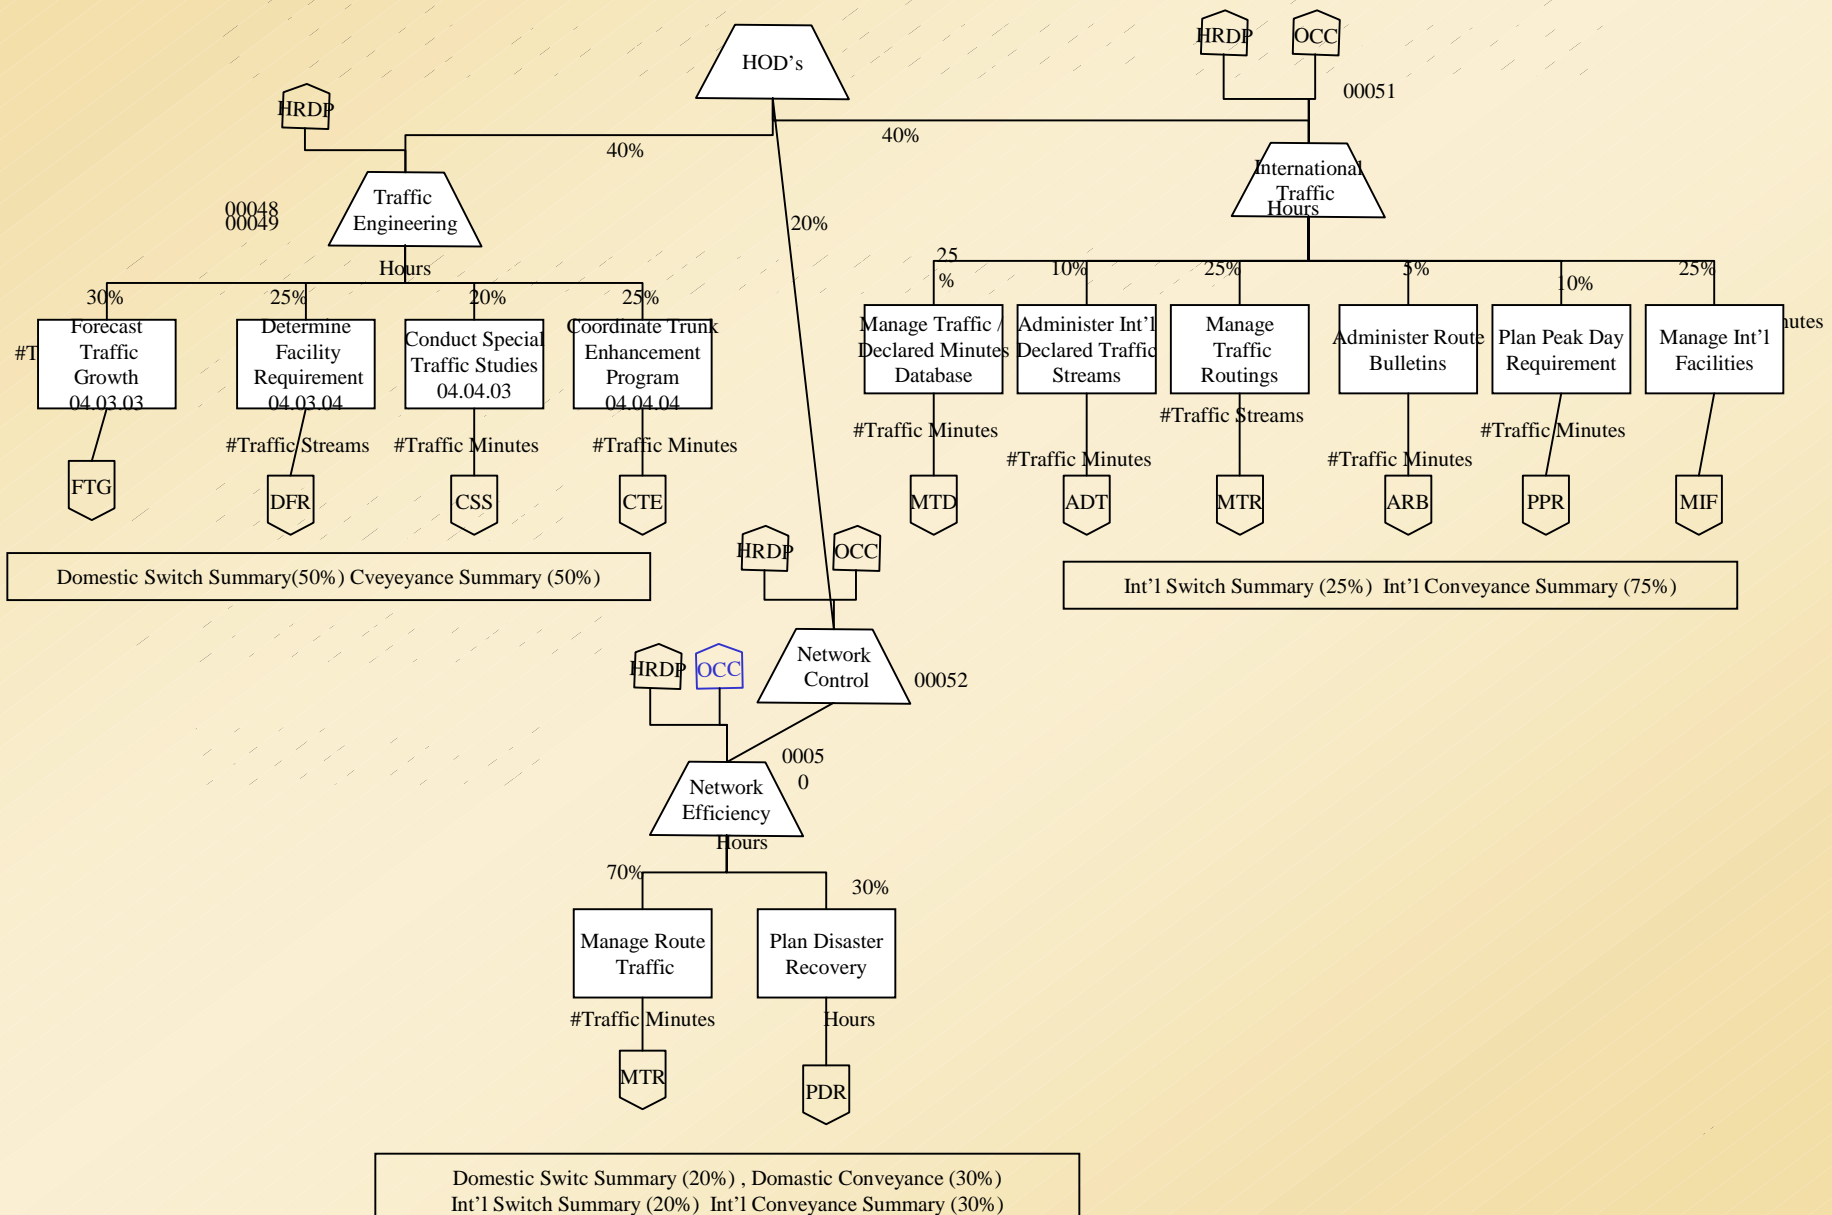 HOD's
HRDP
OCC
00051
HRDP
40%
40%
International
Traffic
Hours
Traffic
Engineering
00048
00049
20%
Hours
25
%
10%
25%
5%
10%
25%
30%
25%
20%
25%
Forecast
Traffic
Growth
04.03.03
Determine
Facility
Requirement
04.03.04
Conduct Special
Traffic Studies
04.04.03
Coordinate Trunk
Enhancement
Program
04.04.04
Manage Traffic /
Declared Minutes
Database
Administer Int'l
Declared Traffic
Streams
Manage
Traffic
Routings
Administer Route
Bulletins
Plan Peak Day
Requirement
Manage Int'l
Facilities
#Traffic Streams
#Traffic Minutes
#Traffic Minutes
#Traffic Minutes
#Traffic Minutes
#Traffic Streams
#Traffic Minutes
#Traffic Minutes
FTG
DFR
CSS
CTE
MTD
ADT
MTR
ARB
PPR
MIF
HRDP
OCC
Domestic Switch Summary(50%) Cveyeyance Summary (50%)
Int'l Switch Summary (25%)  Int'l Conveyance Summary (75%)
Network
Control
00052
HRDP
OCC
0005
0
Network
Efficiency
Hours
70%
30%
Manage Route
Traffic
Plan Disaster
Recovery
#Traffic Minutes
Hours
MTR
PDR
Domestic Switc Summary (20%) , Domastic Conveyance (30%)
Int'l Switch Summary (20%)  Int'l Conveyance Summary (30%)